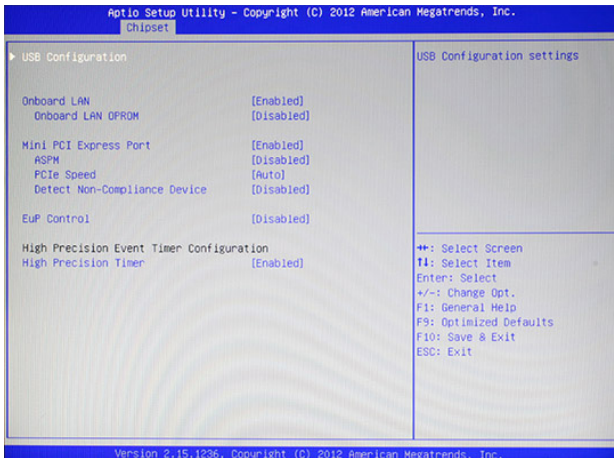 Aptio Setup Utility – Copyright (C) 2012 American Megatrends, Inc.
Chipset
USB Configuration
Onboard LAN [Enabled]
Onboard LAN OPROM [Disabled]
Mini PCI Express Port [Enabled]
ASPM [Disabled]
PCIe Speed [Auto]
Detect Non-Compliance Device [Disabled]
EuP Control [Disabled]
High Precision Event Timer Configuration
High Precision Timer [Enabled]
USB Configuration settings
→←: Select Screen
↑↓: Select Item
Enter: Select
+/-: Change Opt.
F1: General Help
F9: Optimized Defaults
F10: Save & Exit
ESC: Exit
Version 2.15.1236. Copyright (C) 2012 American Megatrends, Inc.